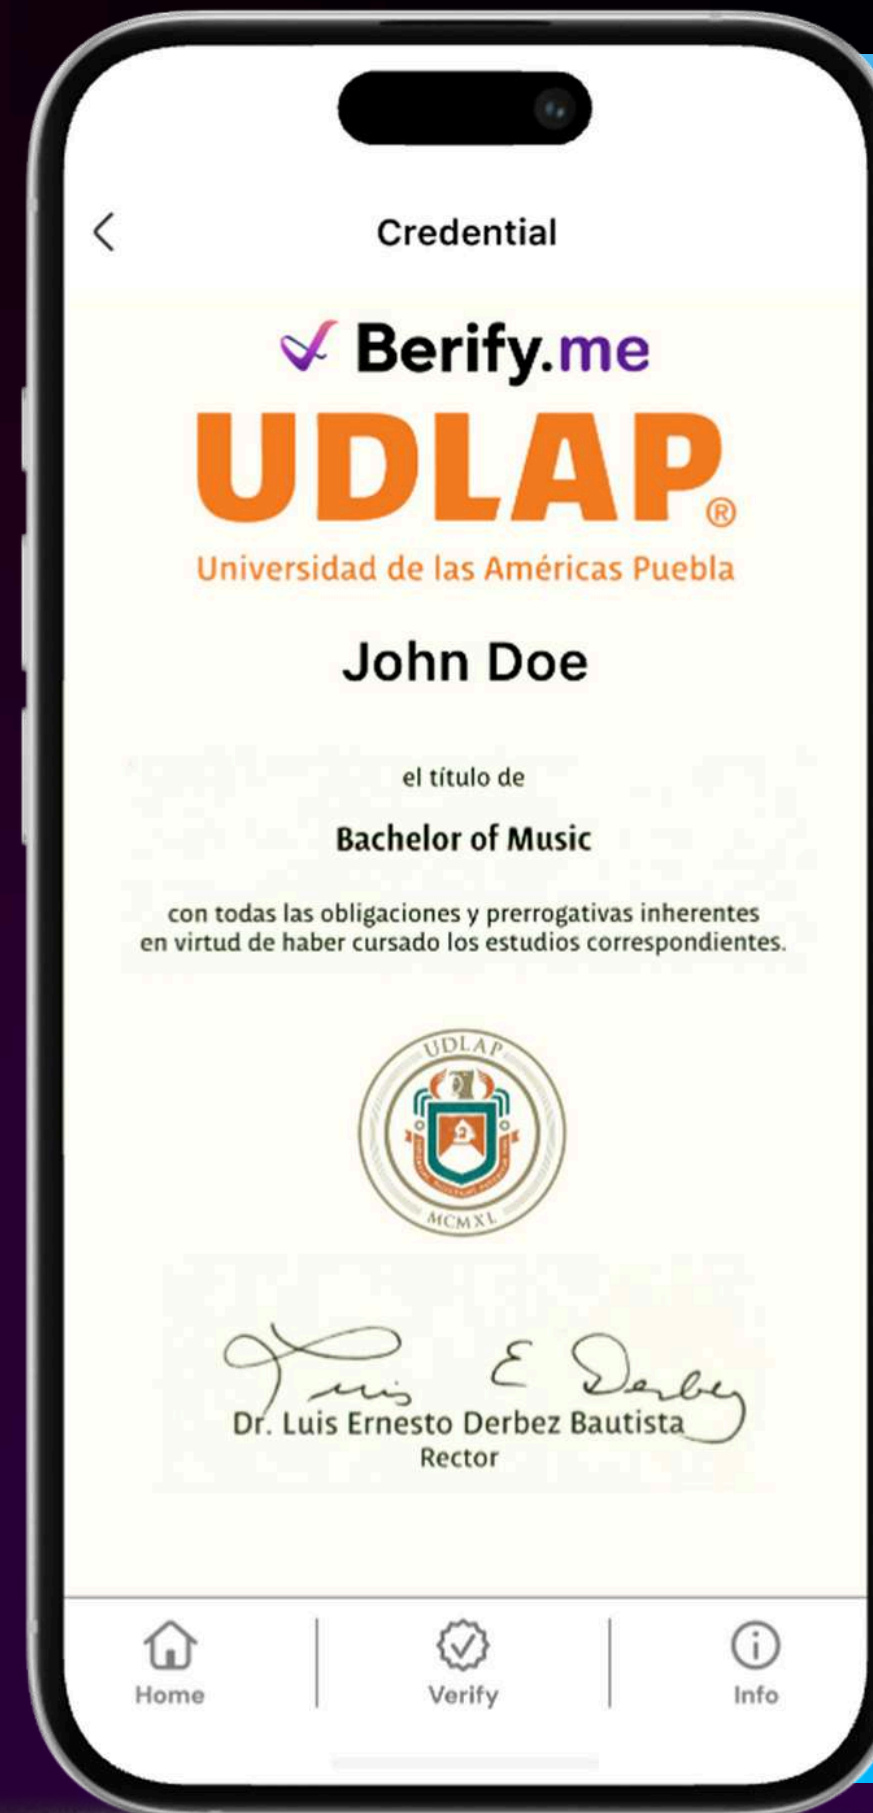 Credential
Berify.me
UDLAP®
Universidad de las Américas Puebla
John Doe
el título de
Bachelor of Music
con todas las obligaciones y prerrogativas inherentes
en virtud de haber cursado los estudios correspondientes.
UDLAP
MCMXL
Luis E Derbez
Dr. Luis Ernesto Derbez Bautista
Rector
Home
Verify
Info